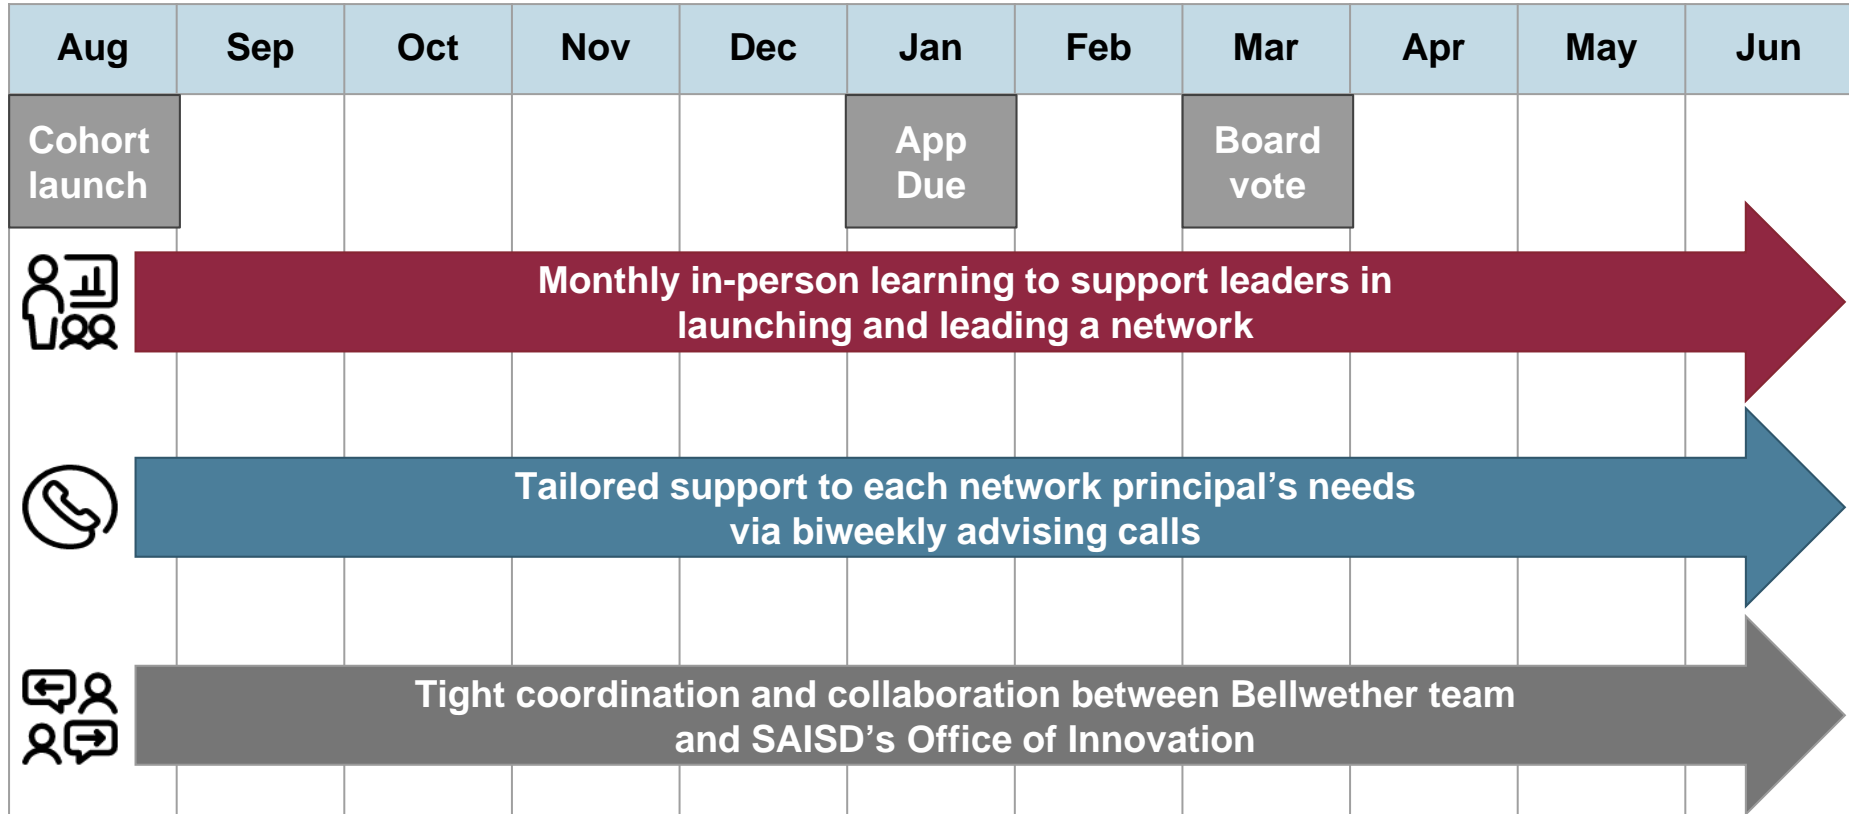 Aug Sep Oct Nov Dec Jan Feb Mar Apr May Jun
Cohort
launch
App
Due
Board
vote
Monthly in-person learning to support leaders in
launching and leading a network
Tailored support to each network principal’s needs
via biweekly advising calls
Tight coordination and collaboration between Bellwether team
and SAISD’s Office of Innovation